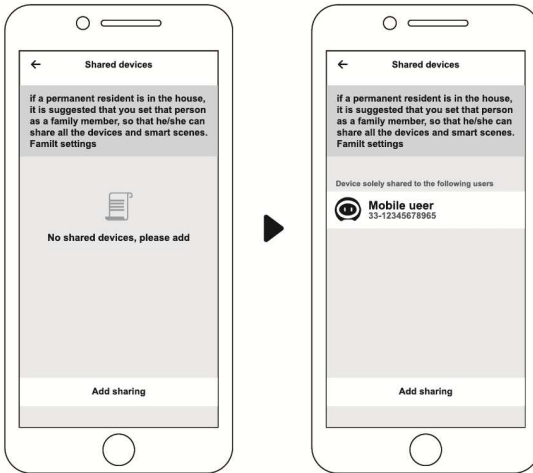 Shared devices
if a permanent resident is in the house,
it is suggested that you set that person
as a family member, so that he/she can
share all the devices and smart scenes.
Familt settings
No shared devices, please add
Add sharing
Shared devices
if a permanent resident is in the house,
it is suggested that you set that person
as a family member, so that he/she can
share all the devices and smart scenes.
Familt settings
Device solely shared to the following users
Mobile ueer
33-12345678965
Add sharing